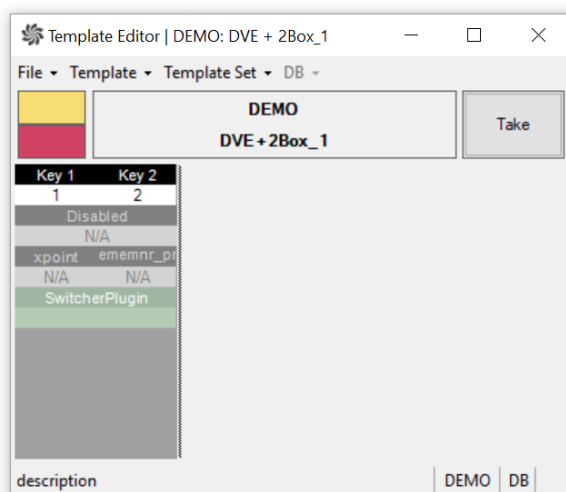 Template Editor | DEMO: DVE + 2Box_1
File Template Template Set DB
DEMO
DVE+2Box_1
Take
Key 1 Key 2
1 2
Disabled
N/A
xpoint ememnr_pr
N/A N/A
SwitcherPlugin
description DEMO DB